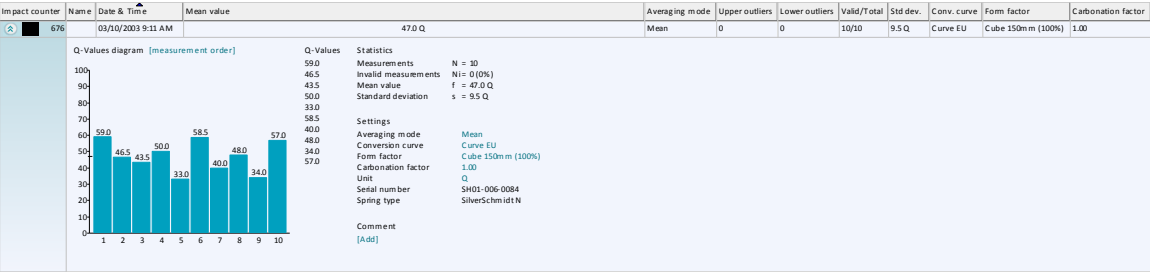 Impact counter Name Date & Time Mean value Averaging mode Upper outliers Lower outliers Valid/Total Std dev. Conv. curve Form factor Carbonation factor
676 03/10/2003 9:11 AM 47.0 Q Mean 0 0 10/10 9.5 Q Curve EU Cube 150mm (100%) 1.00
Q-Values diagram [measurement order]
100
90
80
70
60
50
40
30
20
10
0
59.0 46.5 43.5 50.0 33.0 58.5 40.0 48.0 34.0 57.0
1 2 3 4 5 6 7 8 9 10
Q-Values
59.0
46.5
43.5
50.0
33.0
58.5
40.0
48.0
34.0
57.0
Statistics
Measurements N = 10
Invalid measurements Ni = 0 (0%)
Mean value f = 47.0 Q
Standard deviation s = 9.5 Q
Settings
Averaging mode Mean
Conversion curve Curve EU
Form factor Cube 150mm (100%)
Carbonation factor 1.00
Unit Q
Serial number SH01-006-0084
Spring type SilverSchmidt N
Comment
[Add]